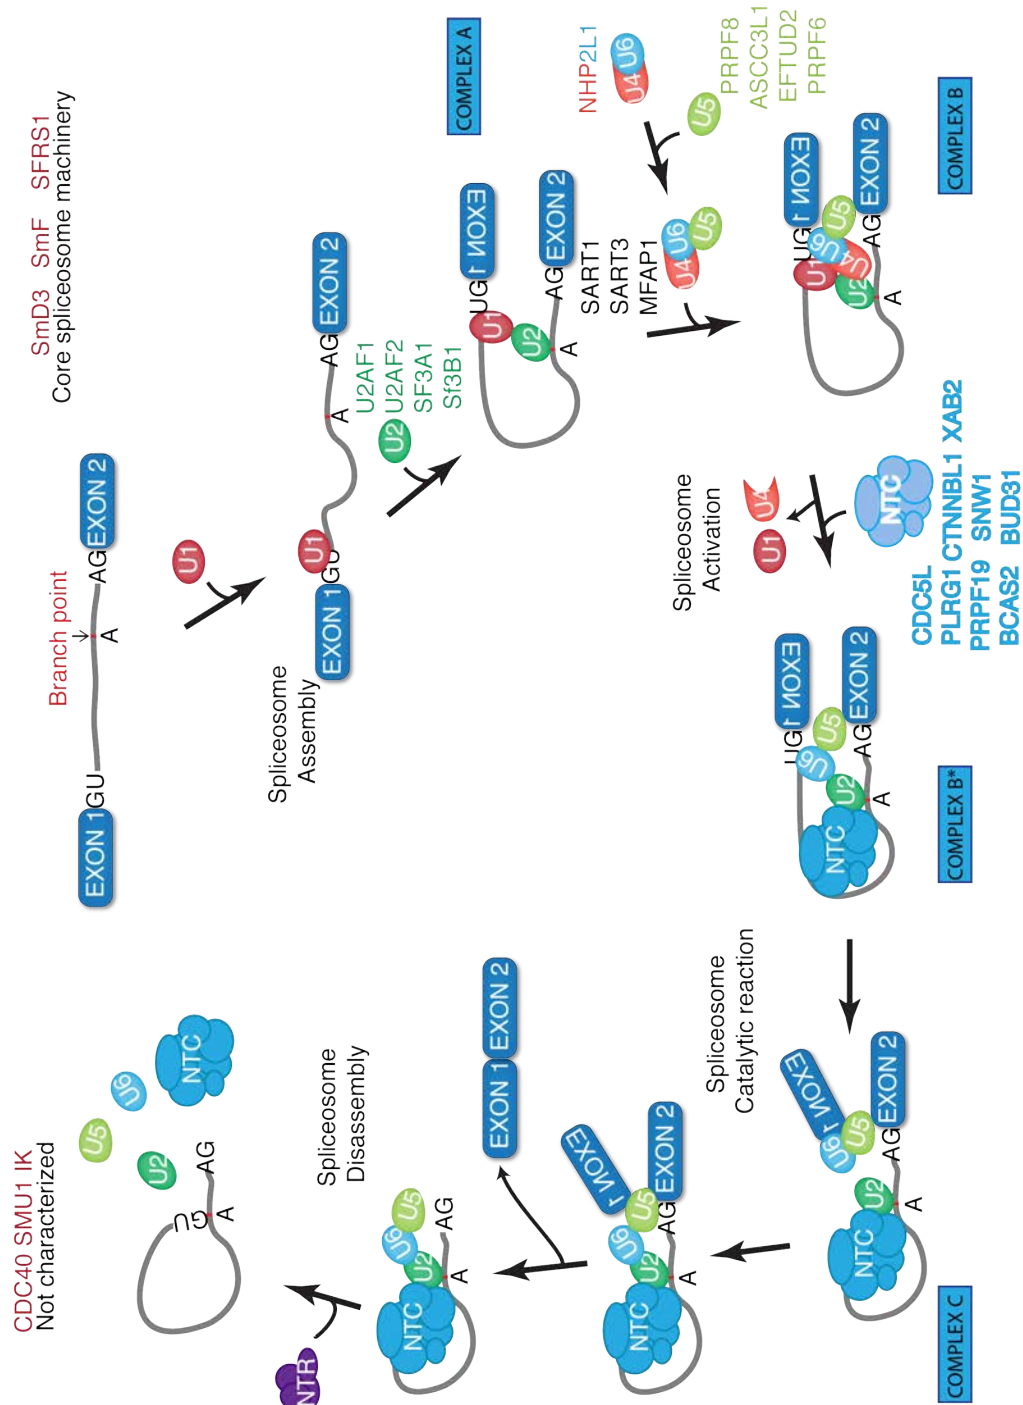 CDC40 SMU1 IK
Not characterized
Branch point
SmD3 SmF SFRS1
Core spliceosome machinery
EXON 1
GU
A
AG
EXON 2
U1
Spliceosome
Assembly
EXON 1
GU
U1
A
AG
EXON 2
U2
U2AF1
U2AF2
SF3A1
Sf3B1
COMPLEX A
EXON 1
UG
U1
U2
A
AG
EXON 2
NHP2L1
U4
U6
U5
PRPF8
ASCC3L1
EFTUD2
PRPF6
SART1
SART3
MFAP1
U4
U6
U5
COMPLEX B
EXON 1
UG
U1
U6
U5
U4
U2
A
AG
EXON 2
Spliceosome
Activation
U1
U4
NTC
CDC5L
PLRG1 CTNNBL1 XAB2
PRPF19 SNW1
BCAS2 BUD31
COMPLEX B*
EXON 1
UG
U6
U5
U2
NTC
A
AG
EXON 2
Spliceosome
Catalytic reaction
COMPLEX C
EXON 1
U6
U5
U2
NTC
A
AG
EXON 2
EXON 1
U6
U5
U2
NTC
A
AG
EXON 2
EXON 1
EXON 2
Spliceosome
Disassembly
NTC
U2
U6
U5
A
AG
NTR
GU
A
AG
U2
U5
U6
NTC